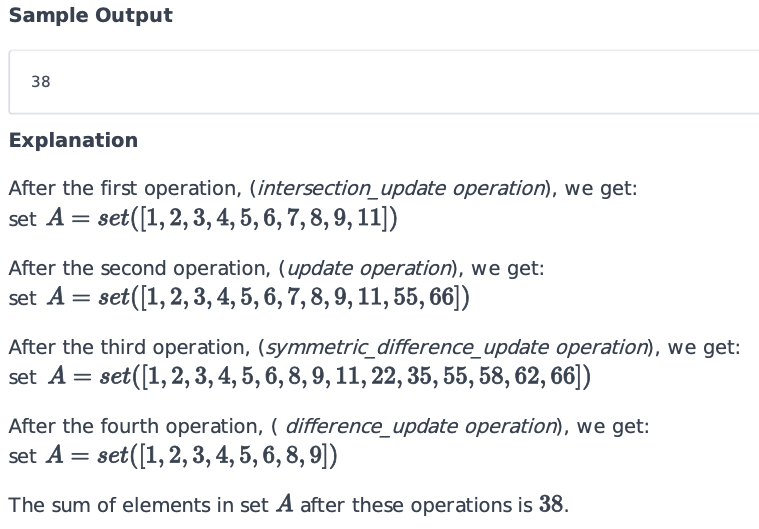 Sample Output
38
Explanation
After the first operation, (intersection_update operation), we get:
set A = set([1, 2, 3, 4, 5, 6, 7, 8, 9, 11])
After the second operation, (update operation), we get:
set A = set([1, 2, 3, 4, 5, 6, 7, 8, 9, 11, 55, 66])
After the third operation, (symmetric_difference_update operation), we get:
set A = set([1, 2, 3, 4, 5, 6, 8, 9, 11, 22, 35, 55, 58, 62, 66])
After the fourth operation, ( difference_update operation), we get:
set A = set([1, 2, 3, 4, 5, 6, 8, 9])
The sum of elements in set A after these operations is 38.